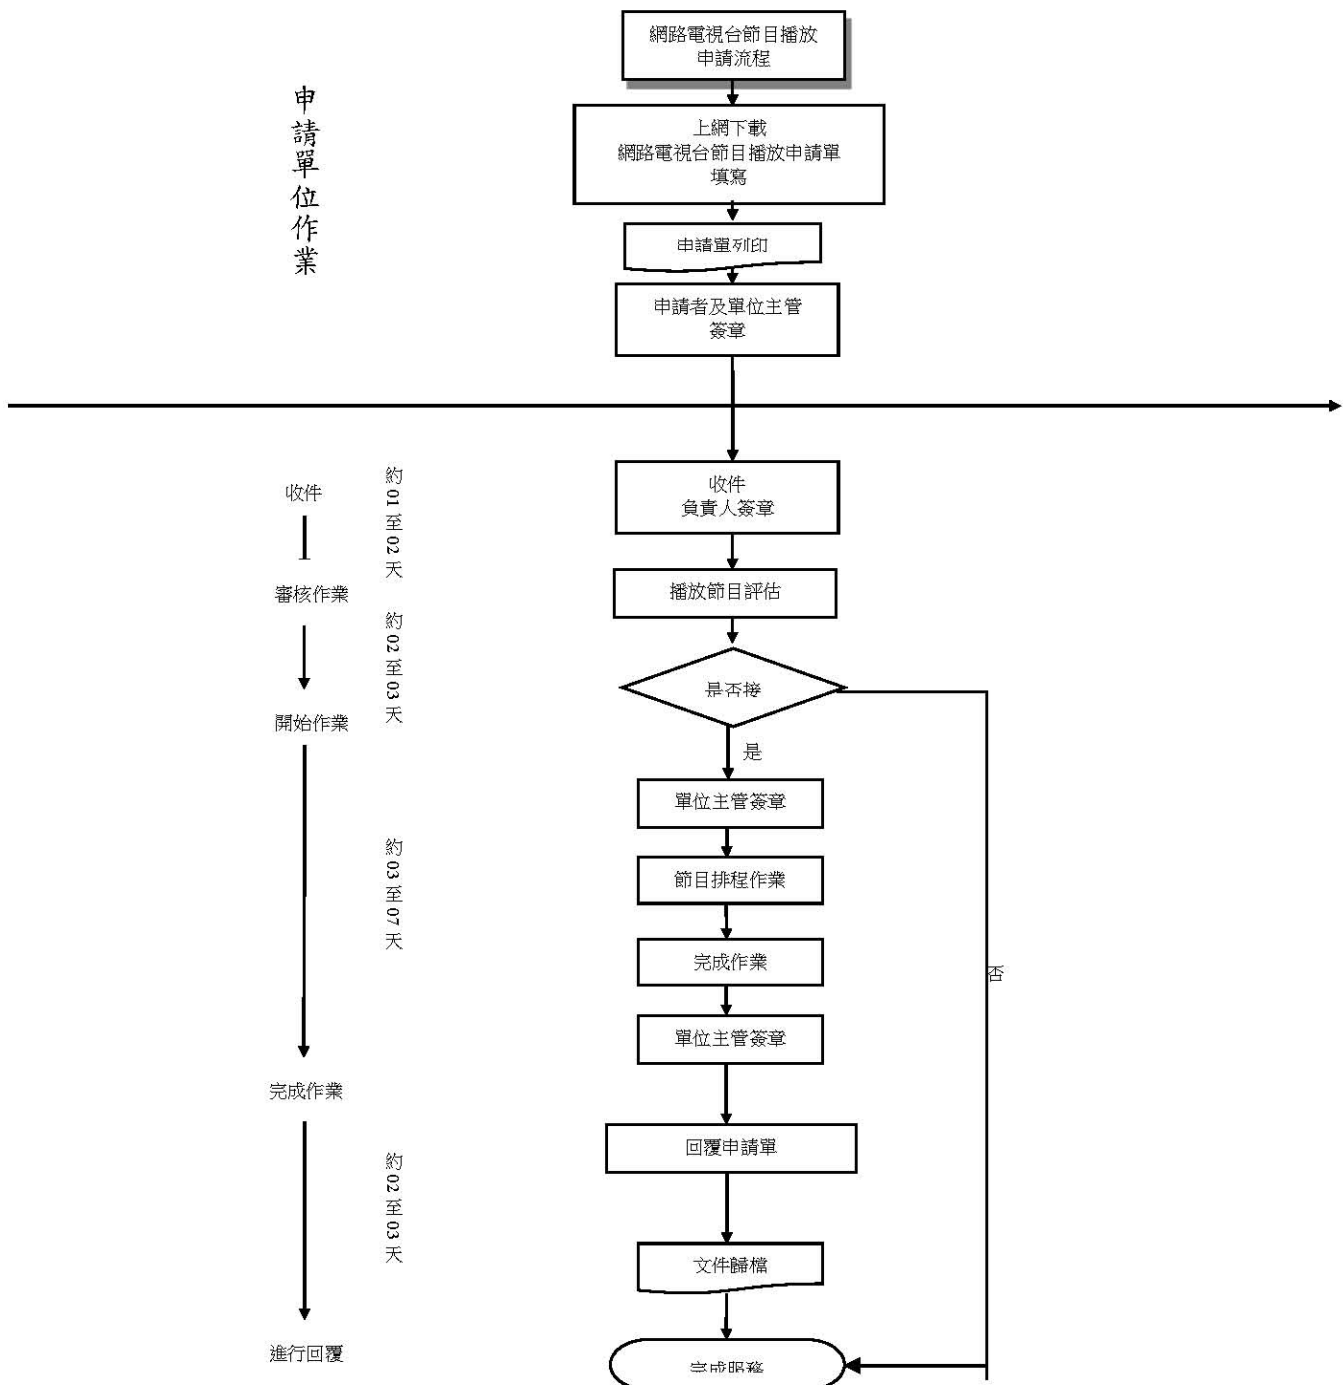 網路電視台節目播放
申請流程
申請單位作業
上網下載
網路電視台節目播放申請單
填寫
申請單列印
申請者及單位主管
簽章
收件
約 01 至 02 天
收件
負責人簽章
審核作業
播放節目評估
約 02 至 03 天
是否接
開始作業
是
單位主管簽章
約 03 至 07 天
節目排程作業
完成作業
否
單位主管簽章
完成作業
回覆申請單
約 02 至 03 天
文件歸檔
進行回覆
完成服務